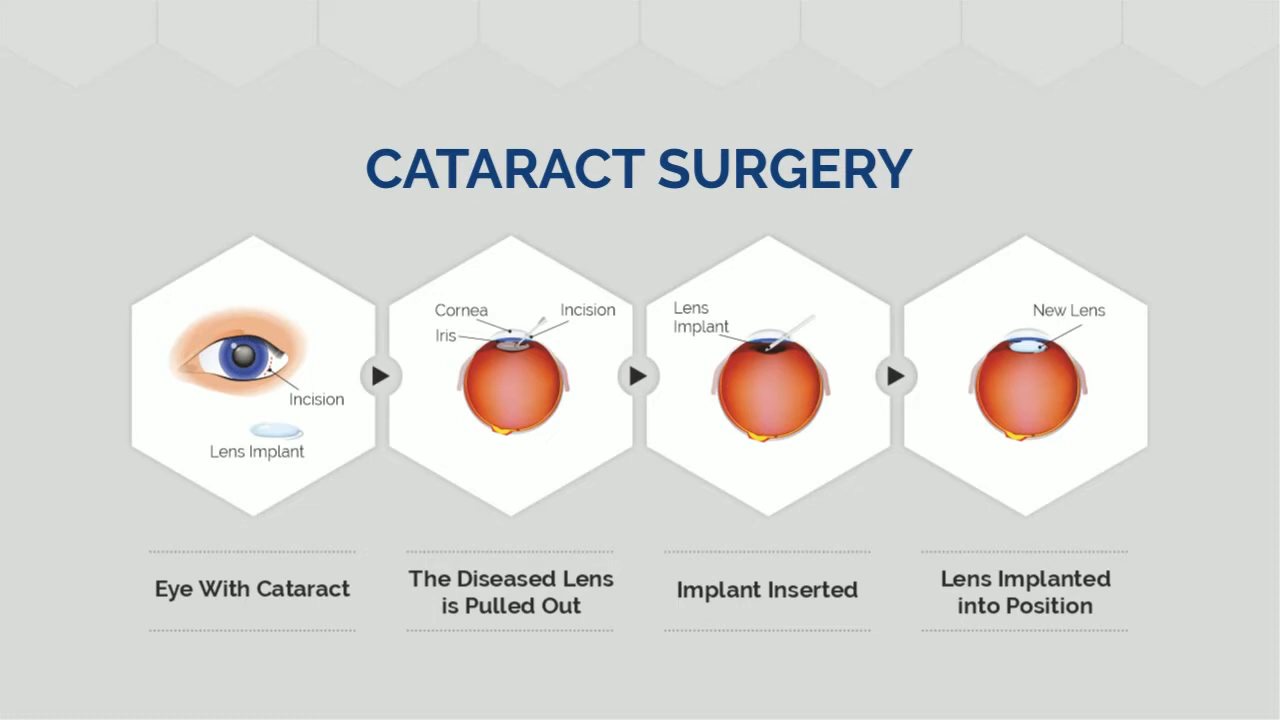 CATARACT SURGERY
Incision
Lens Implant
Cornea
Incision
Iris
Lens
Implant
New Lens
Eye With Cataract
The Diseased Lens
is Pulled Out
Implant Inserted
Lens Implanted
into Position